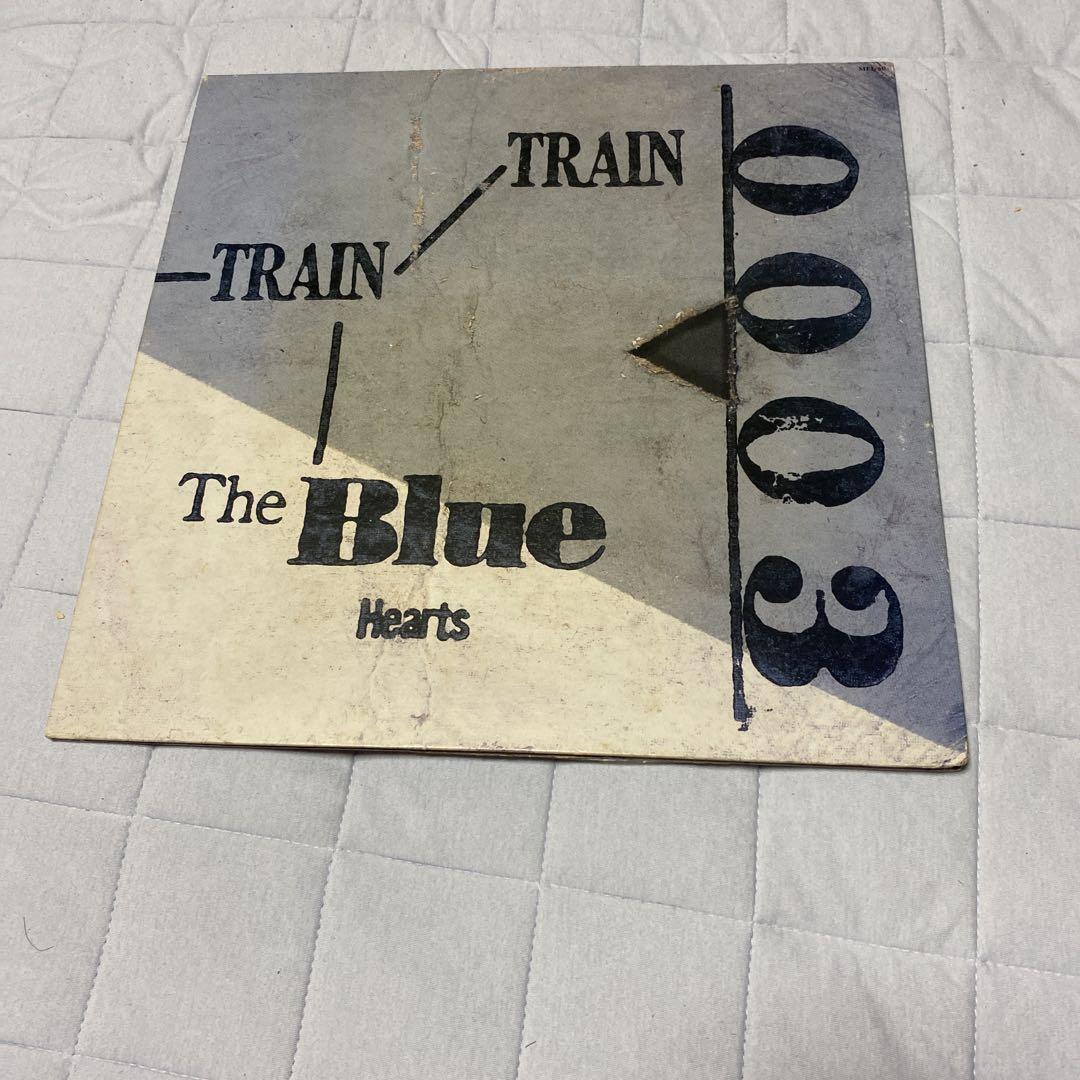 TRAIN
TRAIN
The Blue
Hearts
0003